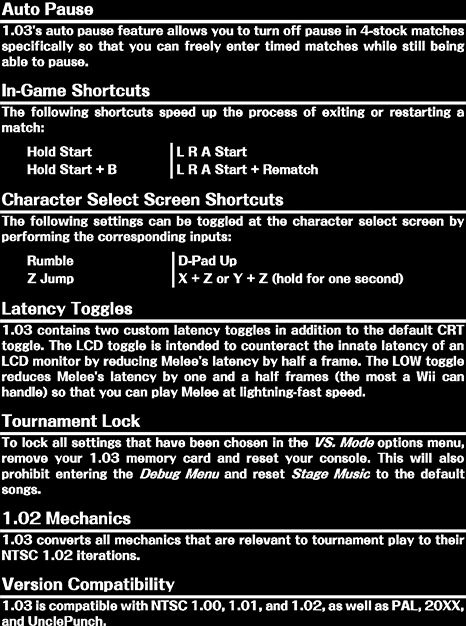 Auto Pause
1.03's auto pause feature allows you to turn off pause in 4-stock matches
specifically so that you can freely enter timed matches while still being
able to pause.
In-Game Shortcuts
The following shortcuts speed up the process of exiting or restarting a
match:
Hold Start L R A Start
Hold Start + B L R A Start + Rematch
Character Select Screen Shortcuts
The following settings can be toggled at the character select screen by
performing the corresponding inputs:
Rumble D-Pad Up
Z Jump X + Z or Y + Z (hold for one second)
Latency Toggles
1.03 contains two custom latency toggles in addition to the default CRT
toggle. The LCD toggle is intended to counteract the innate latency of an
LCD monitor by reducing Melee's latency by half a frame. The LOW toggle
reduces Melee's latency by one and a half frames (the most a Wii can
handle) so that you can play Melee at lightning-fast speed.
Tournament Lock
To lock all settings that have been chosen in the VS. Mode options menu,
remove your 1.03 memory card and reset your console. This will also
prohibit entering the Debug Menu and reset Stage Music to the default
songs.
1.02 Mechanics
1.03 converts all mechanics that are relevant to tournament play to their
NTSC 1.02 iterations.
Version Compatibility
1.03 is compatible with NTSC 1.00, 1.01, and 1.02, as well as PAL, 20XX,
and UnclePunch.